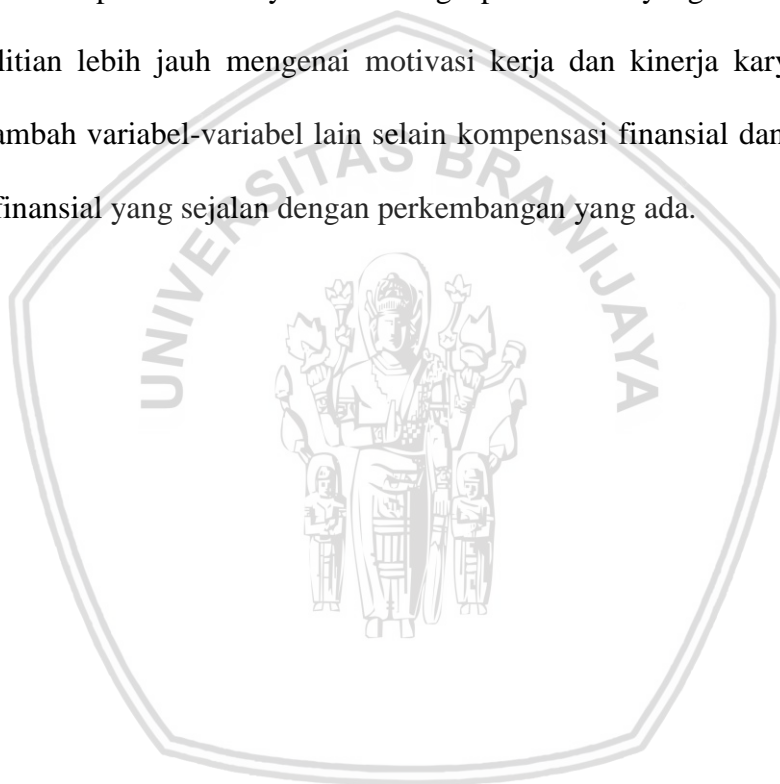 litian lebih jauh mengenai motivasi kerja dan kinerja kary
ambah variabel-variabel lain selain kompensasi finansial dan
finansial yang sejalan dengan perkembangan yang ada.
UNIVERSITAS BRAWIJAYA